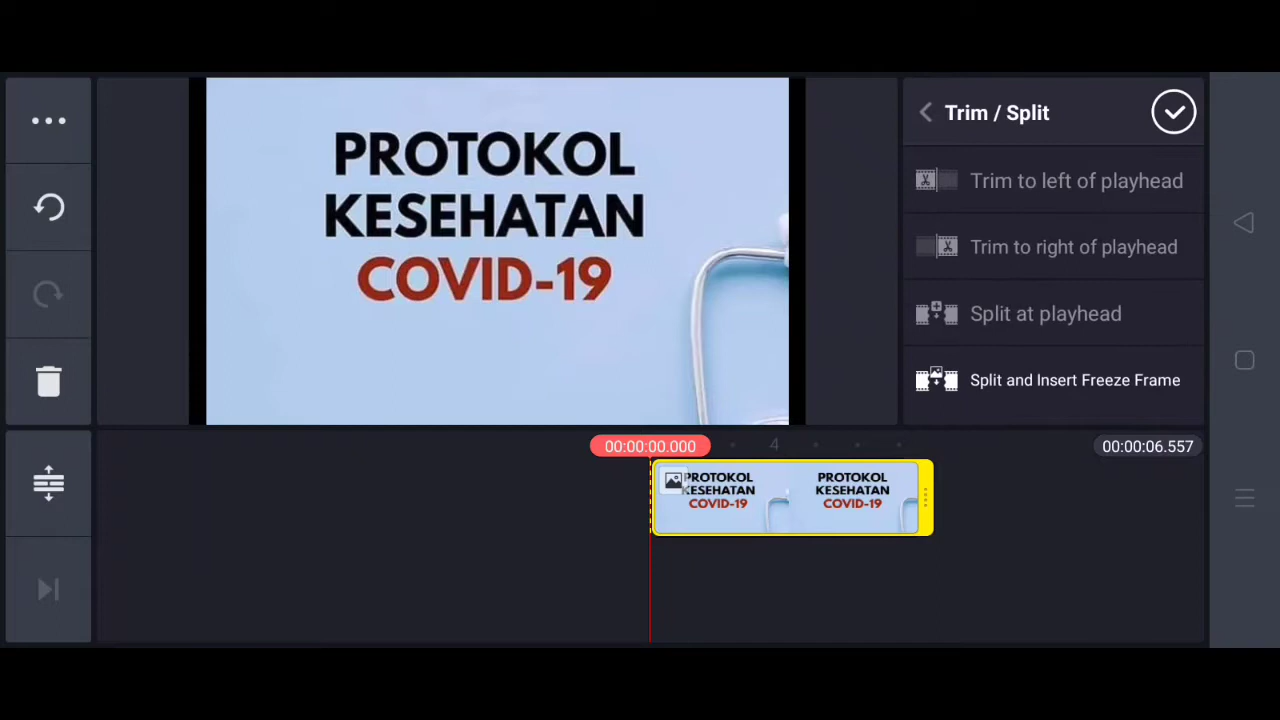 PROTOKOL
KESEHATAN
COVID-19
Trim / Split
Trim to left of playhead
Trim to right of playhead
Split at playhead
Split and Insert Freeze Frame
00:00:00.000
4
00:00:06.557
PROTOKOL
KESEHATAN
COVID-19
PROTOKOL
KESEHATAN
COVID-19